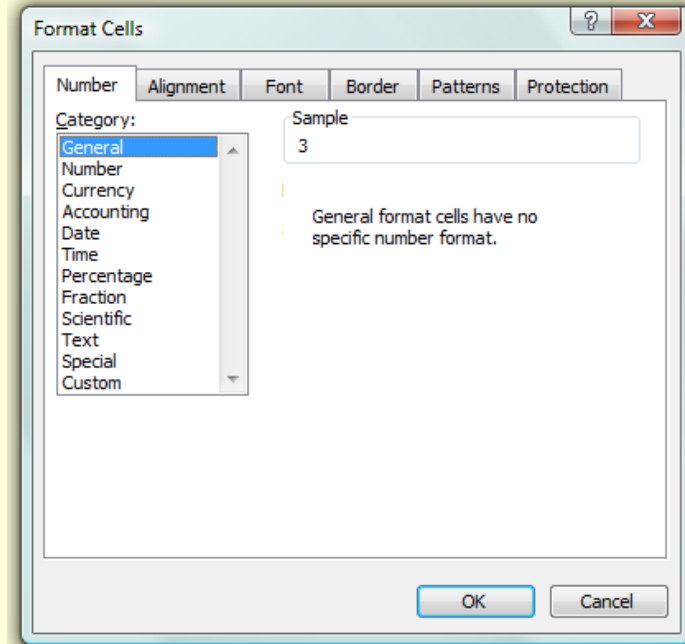 Format Cells
?
Number Alignment Font Border Patterns Protection
Category:
General
Number
Currency
Accounting
Date
Time
Percentage
Fraction
Scientific
Text
Special
Custom
Sample
3
General format cells have no
specific number format.
OK Cancel